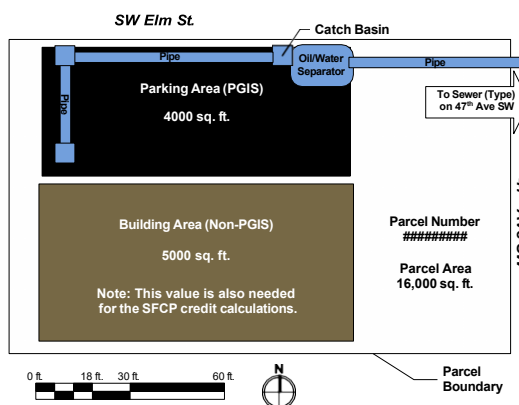 SW Elm St.
Catch Basin
Pipe
Oil/Water
Separator
Pipe
Parking Area (PGIS)
4000 sq. ft.
Pipe
To Sewer (Type)
on 47th Ave SW
Building Area (Non-PGIS)
5000 sq. ft.
Note: This value is also needed
for the SFCP credit calculations.
Parcel Number
#########
Parcel Area
16,000 sq. ft.
0 ft.
18 ft.
30 ft.
60 ft.
N
Parcel
Boundary